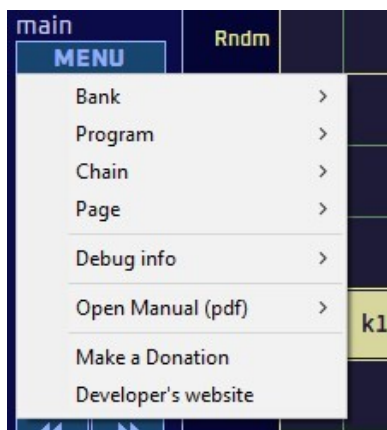 main
Rndm
MENU
Bank
Program
Chain
Page
Debug info
Open Manual (pdf)
k1
Make a Donation
Developer's website